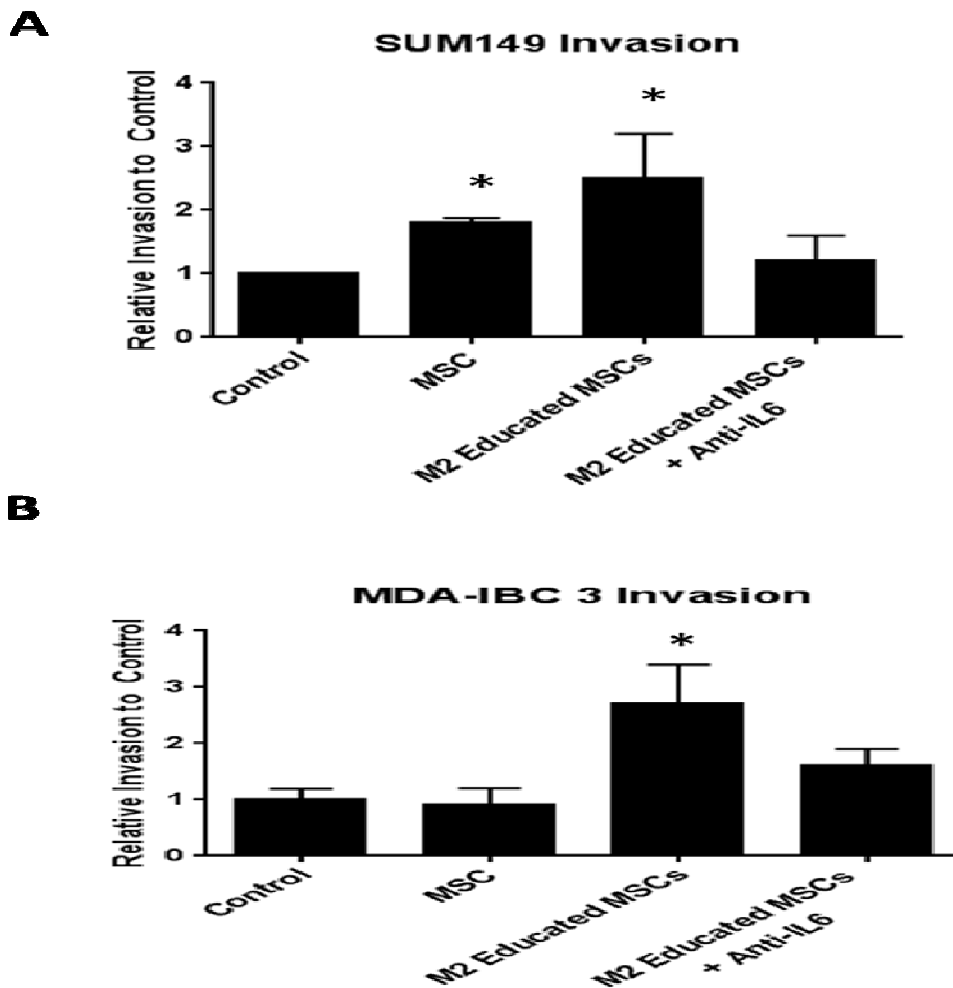 A
SUM149 Invasion
Relative Invasion to Control
4
3
2
1
0
*
*
Control
MSC
M2 Educated MSCs
M2 Educated MSCs
+ Anti-IL6
B
MDA-IBC 3 Invasion
Relative Invasion to Control
4
3
2
1
0
*
Control
MSC
M2 Educated MSCs
M2 Educated MSCs
+ Anti-IL6